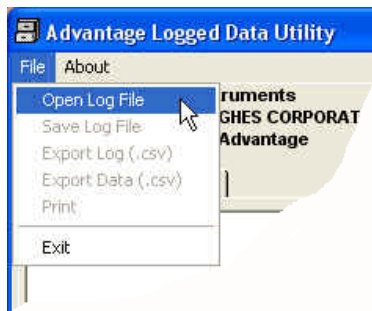 Advantage Logged Data Utility
File About
Open Log File
Save Log File
Export Log (.csv)
Export Data (.csv)
Print
Exit
ruments
GHES CORPORAT
Advantage